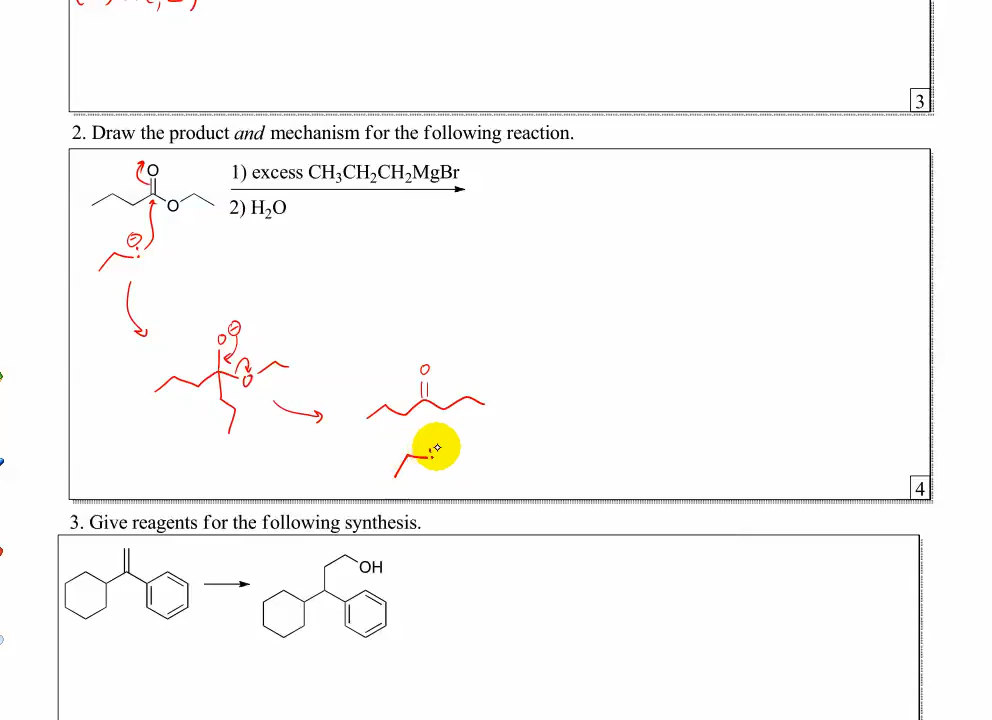 3
2. Draw the product and mechanism for the following reaction.
O
O
1) excess CH₃CH₂CH₂MgBr
2) H₂O
⊖
:
O ⊖
O
O
:
4
3. Give reagents for the following synthesis.
OH